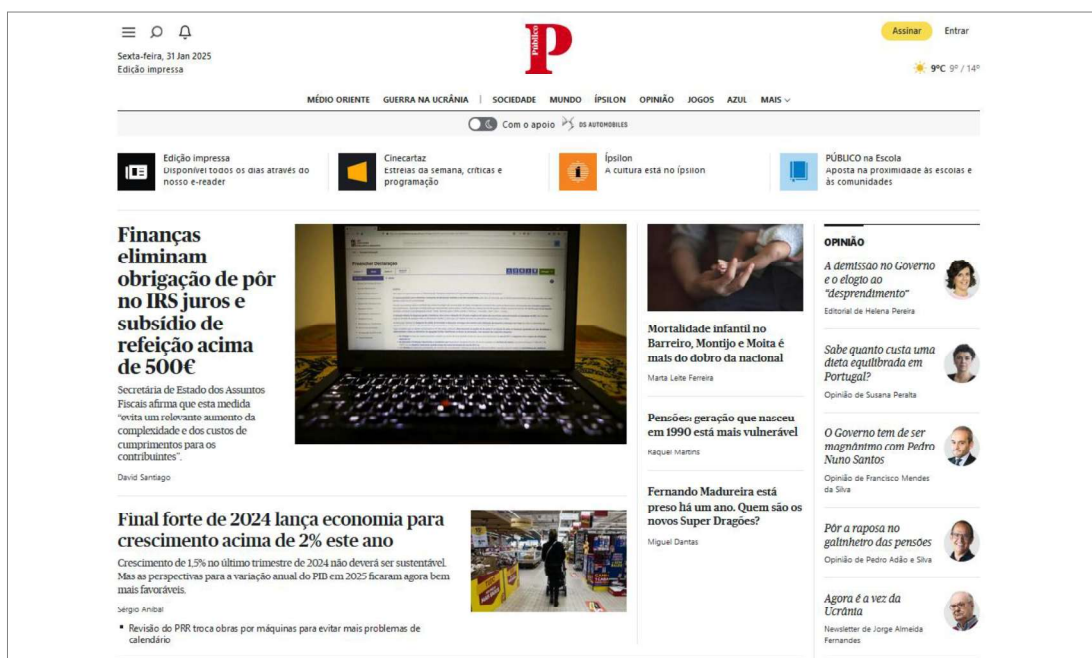 Sexta-feira, 31 Jan 2025
Edição impressa
Público
P
Assinar
Entrar
9ºC 9º / 14º
MÉDIO ORIENTE GUERRA NA UCRÂNIA | SOCIEDADE MUNDO ÍPSILON OPINIÃO JOGOS AZUL MAIS
Com o apoio DS AUTOMOBILES
Edição impressa
Disponível todos os dias através do
nosso e-reader
Cinecartaz
Estreias da semana, críticas e
programação
Ípsilon
A cultura está no Ípsilon
PÚBLICO na Escola
Aposta na proximidade às escolas e
às comunidades
Finanças
eliminam
obrigação de pôr
no IRS juros e
subsídio de
refeição acima
de 500€
Secretária de Estado dos Assuntos
Fiscais afirma que esta medida
“evita um relevante aumento da
complexidade e dos custos de
cumprimentos para os
contribuintes”.
David Santiago
Final forte de 2024 lança economia para
crescimento acima de 2% este ano
Crescimento de 1,5% no último trimestre de 2024 não deverá ser sustentável.
Mas as perspectivas para a variação anual do PIB em 2025 ficaram agora bem
mais favoráveis.
Sérgio Aníbal
Revisão do PRR troca obras por máquinas para evitar mais problemas de
calendário
Mortalidade infantil no
Barreiro, Montijo e Moita é
mais do dobro da nacional
Marta Leite Ferreira
Pensões: geração que nasceu
em 1990 está mais vulnerável
Raquel Martins
Fernando Madureira está
preso há um ano. Quem são os
novos Super Dragões?
Miguel Dantas
OPINIÃO
A demissão no Governo
e o elogio ao
“desprendimento”
Editorial de Helena Pereira
Sabe quanto custa uma
dieta equilibrada em
Portugal?
Opinião de Susana Peralta
O Governo tem de ser
magnânimo com Pedro
Nuno Santos
Opinião de Francisco Mendes
da Silva
Pôr a raposa no
galinheiro das pensões
Opinião de Pedro Adão e Silva
Agora é a vez da
Ucrânia
Newsletter de Jorge Almeida
Fernandes